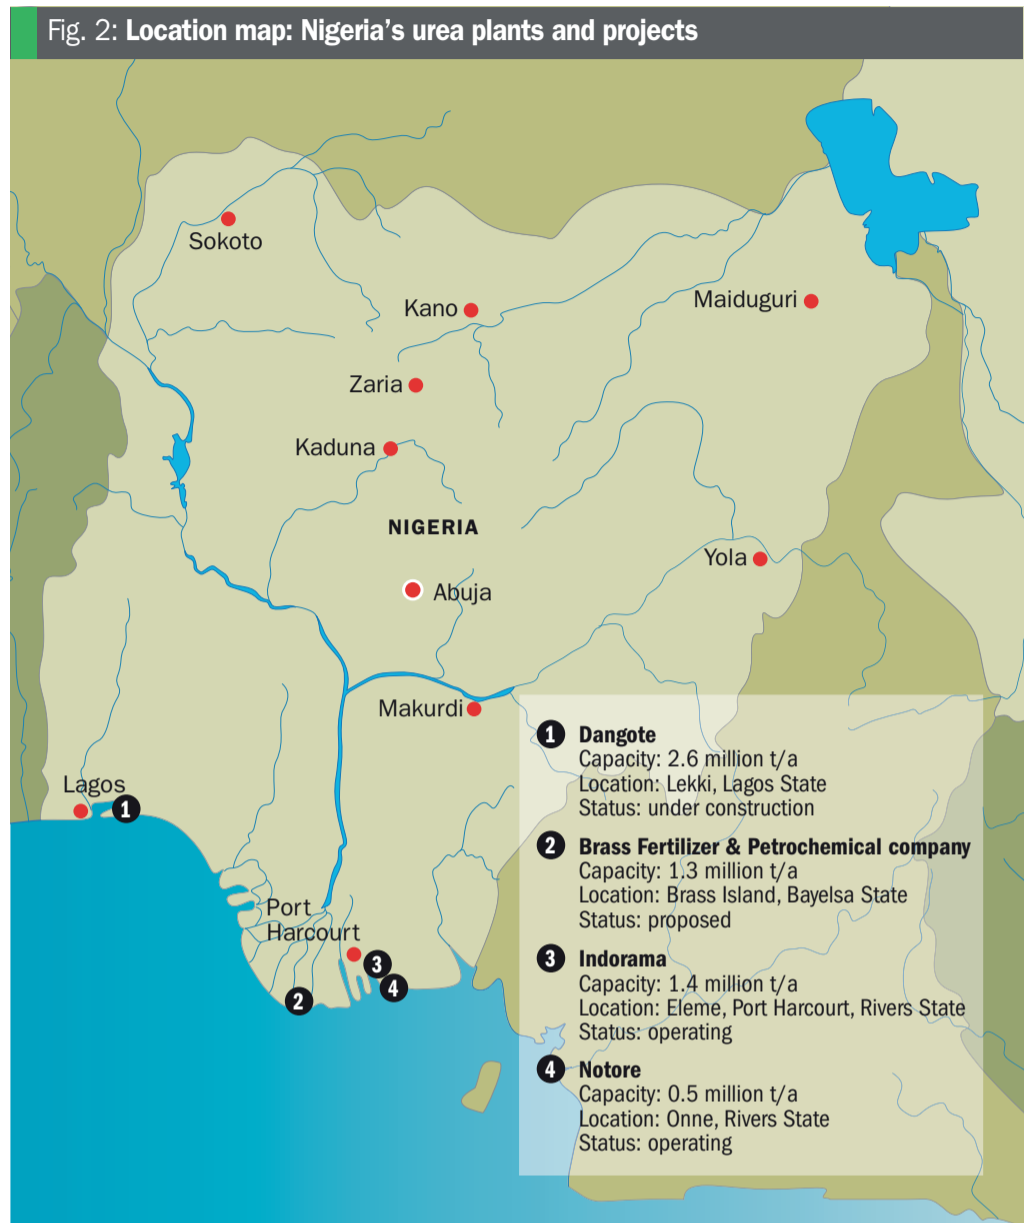 Fig. 2: Location map: Nigeria's urea plants and projects
Sokoto
Kano
Maiduguri
Zaria
Kaduna
NIGERIA
Yola
Abuja
Makurdi
Lagos
1
Port
Harcourt
3
4
2
1 Dangote
Capacity: 2.6 million t/a
Location: Lekki, Lagos State
Status: under construction
2 Brass Fertilizer & Petrochemical company
Capacity: 1.3 million t/a
Location: Brass Island, Bayelsa State
Status: proposed
3 Indorama
Capacity: 1.4 million t/a
Location: Eleme, Port Harcourt, Rivers State
Status: operating
4 Notore
Capacity: 0.5 million t/a
Location: Onne, Rivers State
Status: operating